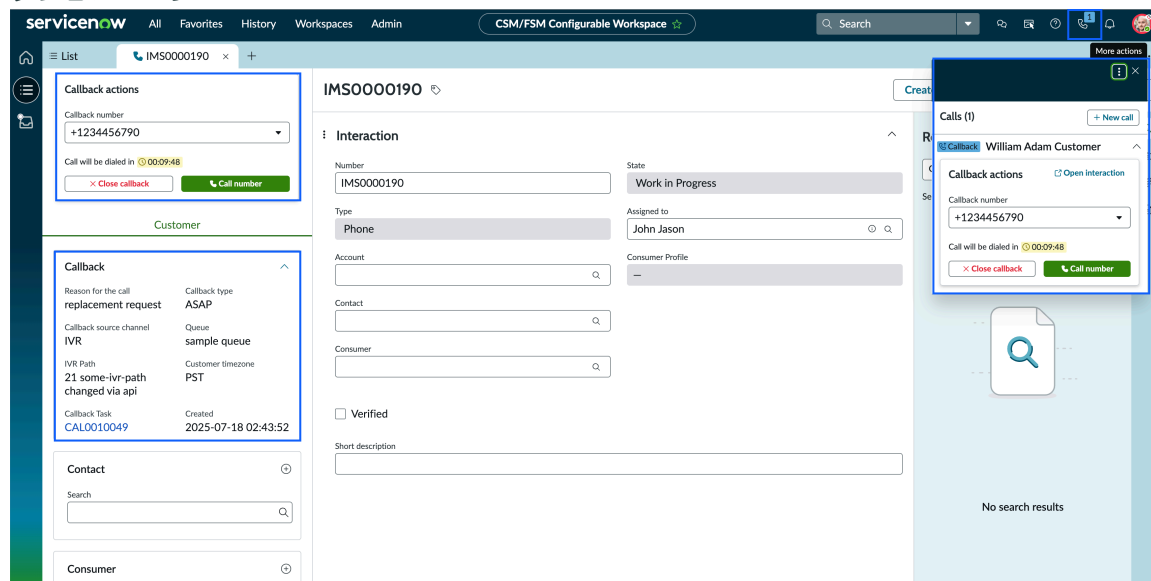 servicenow
All
Favorites
History
Workspaces
Admin
CSM/FSM Configurable Workspace
Search
1
More actions
List
IMS0000190
Callback actions
Callback number
+1234456790
Call will be dialed in 00:09:48
Close callback
Call number
Customer
Callback
Reason for the call
replacement request
Callback type
ASAP
Callback source channel
IVR
Queue
sample queue
IVR Path
21 some-ivr-path
changed via api
Customer timezone
PST
Callback Task
CAL0010049
Created
2025-07-18 02:43:52
Contact
Search
Consumer
IMS0000190
Interaction
Number
IMS0000190
State
Work in Progress
Type
Phone
Assigned to
John Jason
Account
Consumer Profile
—
Contact
Consumer
Verified
Short description
Calls (1)
+ New call
Callback
William Adam Customer
Callback actions
Open interaction
Callback number
+1234456790
Call will be dialed in 00:09:48
Close callback
Call number
No search results